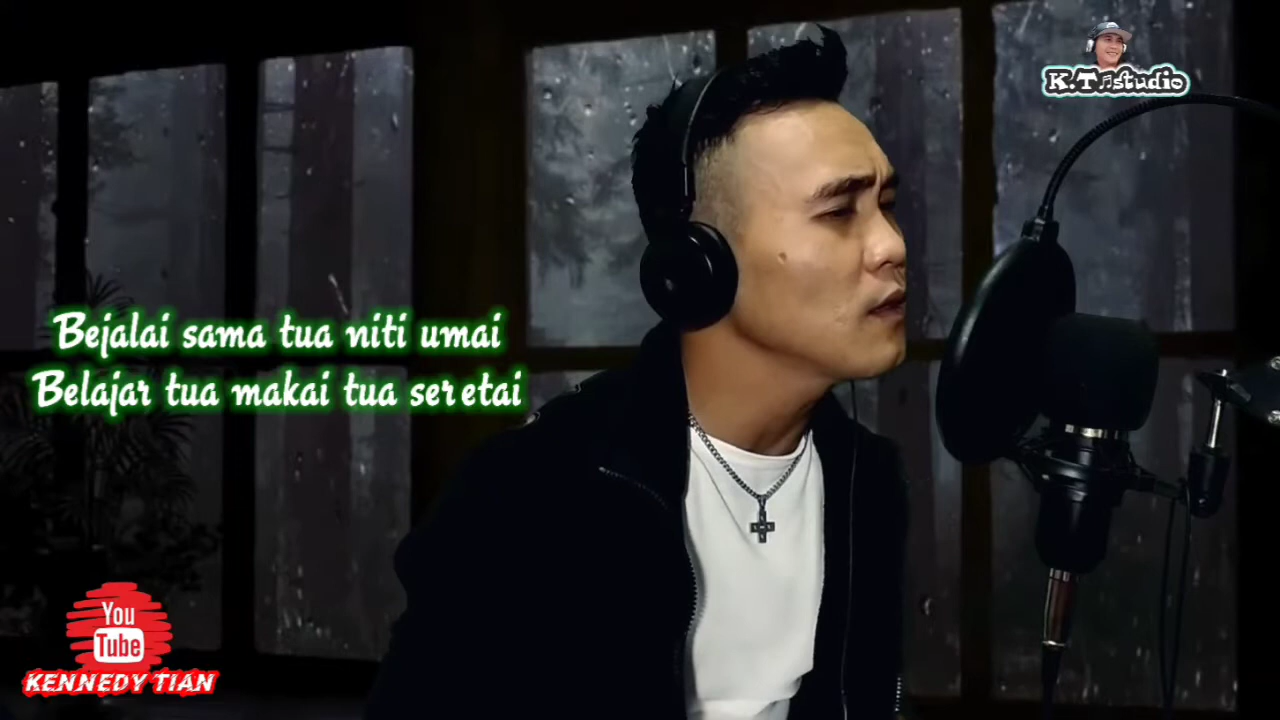 K.T♫studio
Bejalai sama tua niti umai
Belajar tua makai tua seretai
You
Tube
KENNEDY TIAN